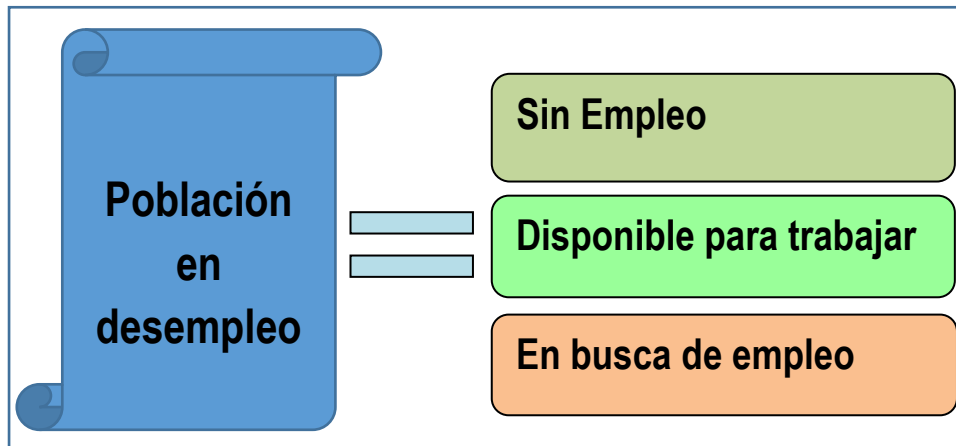 Población
en
desempleo
Sin Empleo
Disponible para trabajar
En busca de empleo